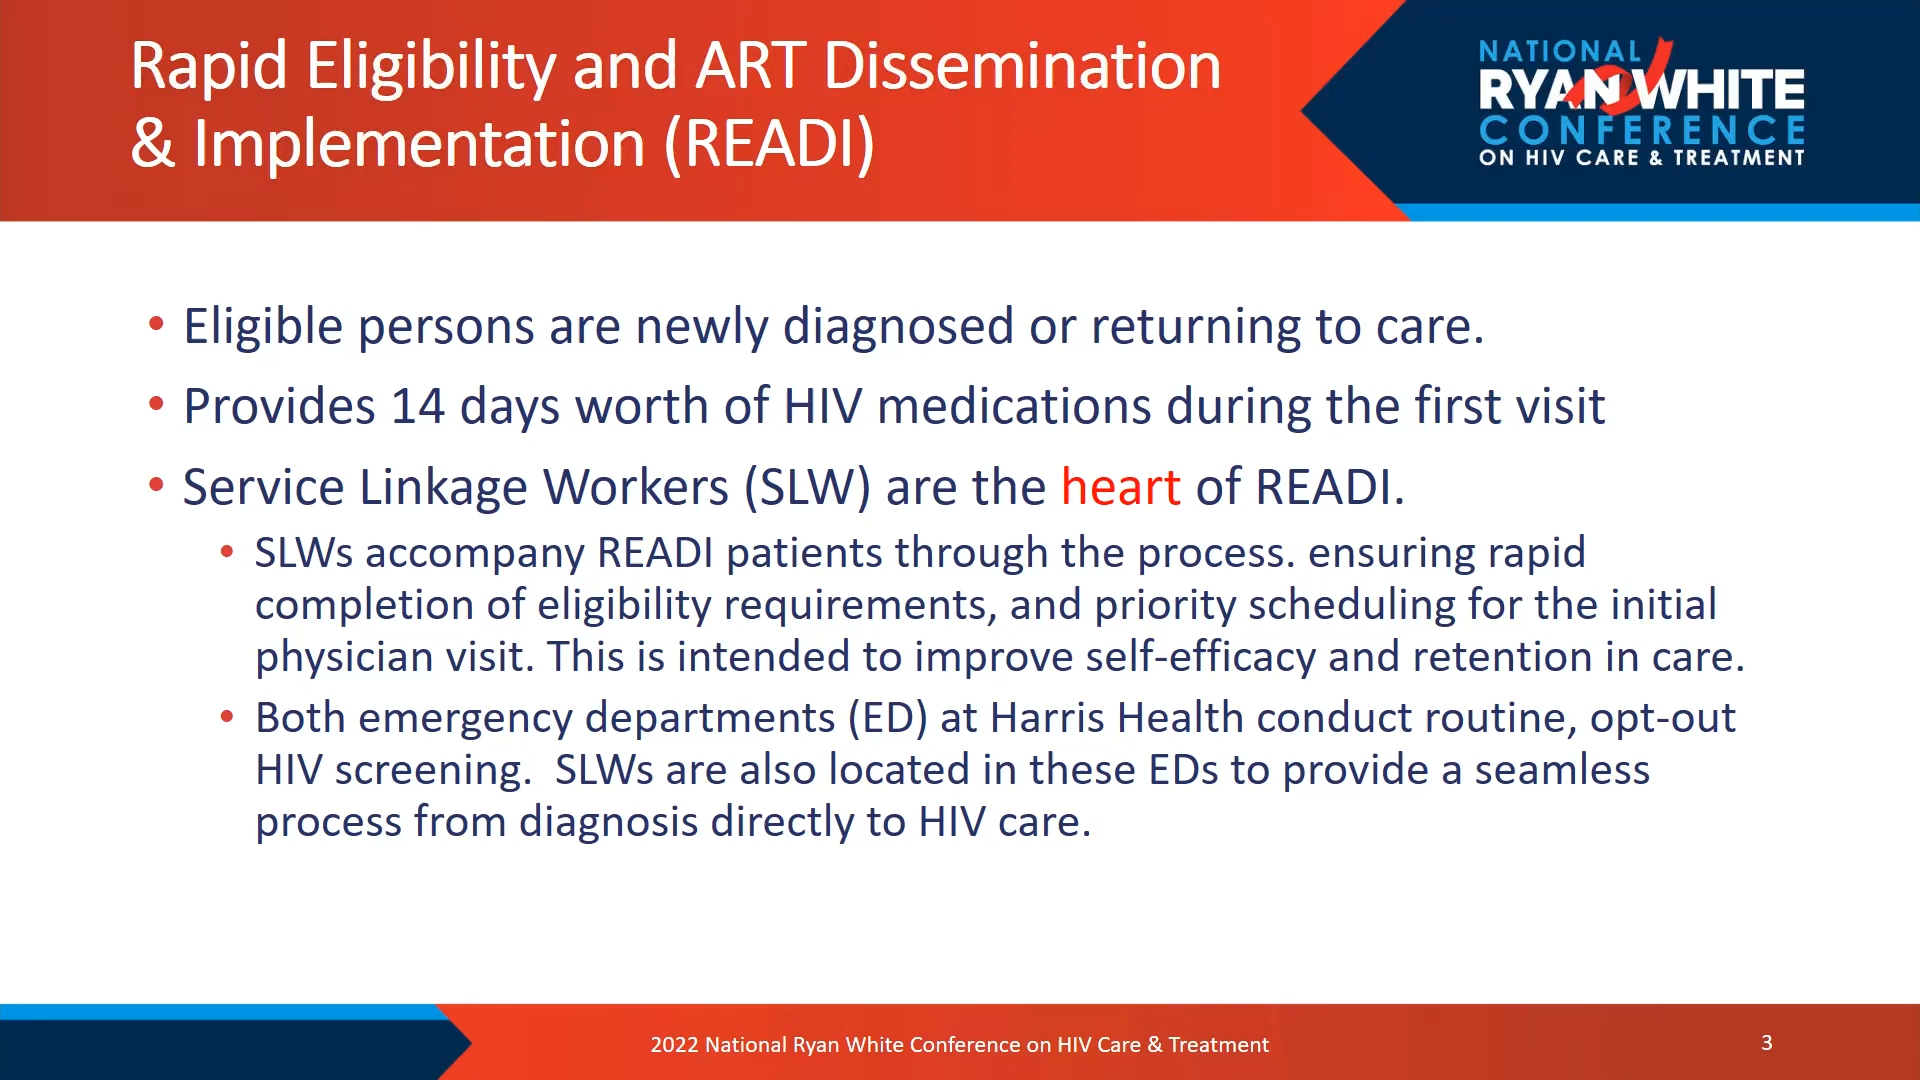 Rapid Eligibility and ART Dissemination
& Implementation (READI)
NATIONAL
RYAN WHITE
CONFERENCE
ON HIV CARE & TREATMENT
• Eligible persons are newly diagnosed or returning to care.
• Provides 14 days worth of HIV medications during the first visit
• Service Linkage Workers (SLW) are the heart of READI.
• SLWs accompany READI patients through the process. ensuring rapid
completion of eligibility requirements, and priority scheduling for the initial
physician visit. This is intended to improve self-efficacy and retention in care.
• Both emergency departments (ED) at Harris Health conduct routine, opt-out
HIV screening.  SLWs are also located in these EDs to provide a seamless
process from diagnosis directly to HIV care.
2022 National Ryan White Conference on HIV Care & Treatment
3